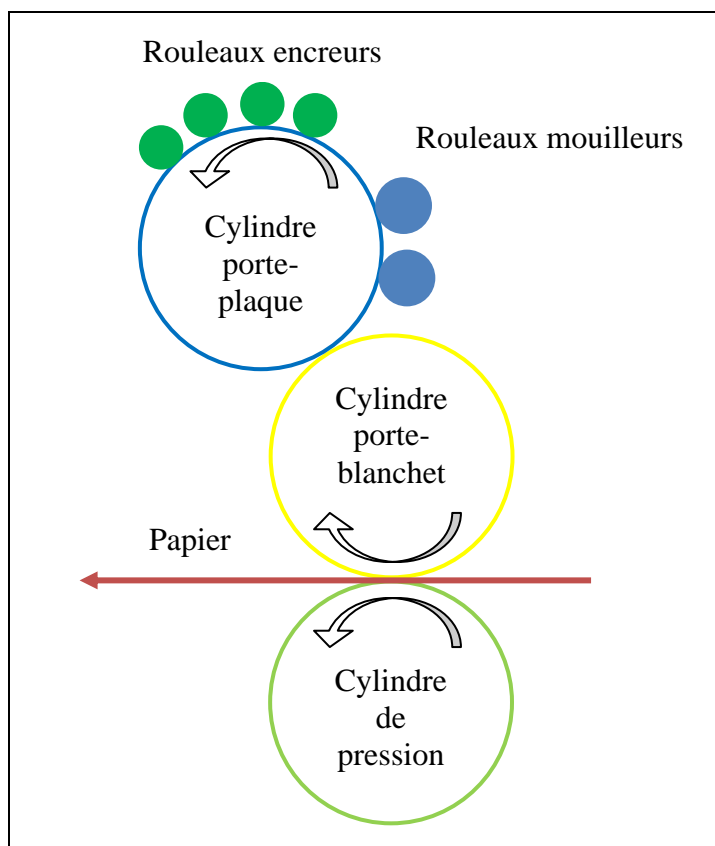 Rouleaux encreurs
Rouleaux mouilleurs
Cylindre
porte-
plaque
Cylindre
porte-
blanchet
Papier
Cylindre
de
pression